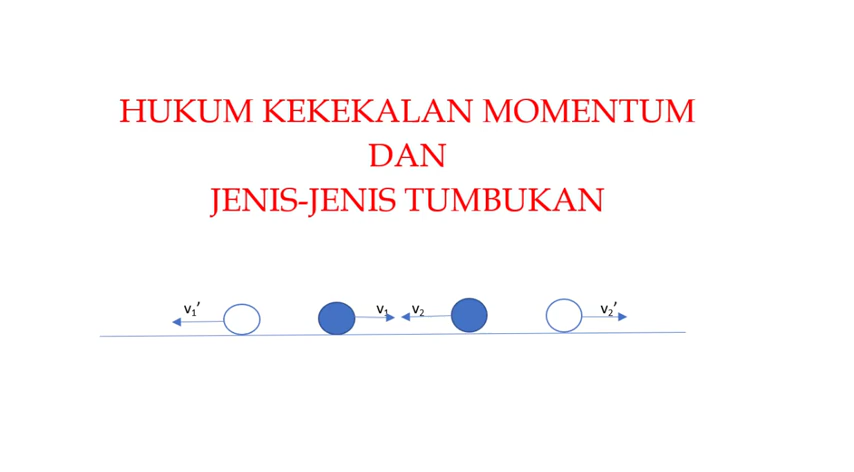 HUKUM KEKEKALAN MOMENTUM
DAN
JENIS-JENIS TUMBUKAN
v₁’ v₁ v₂ v₂’